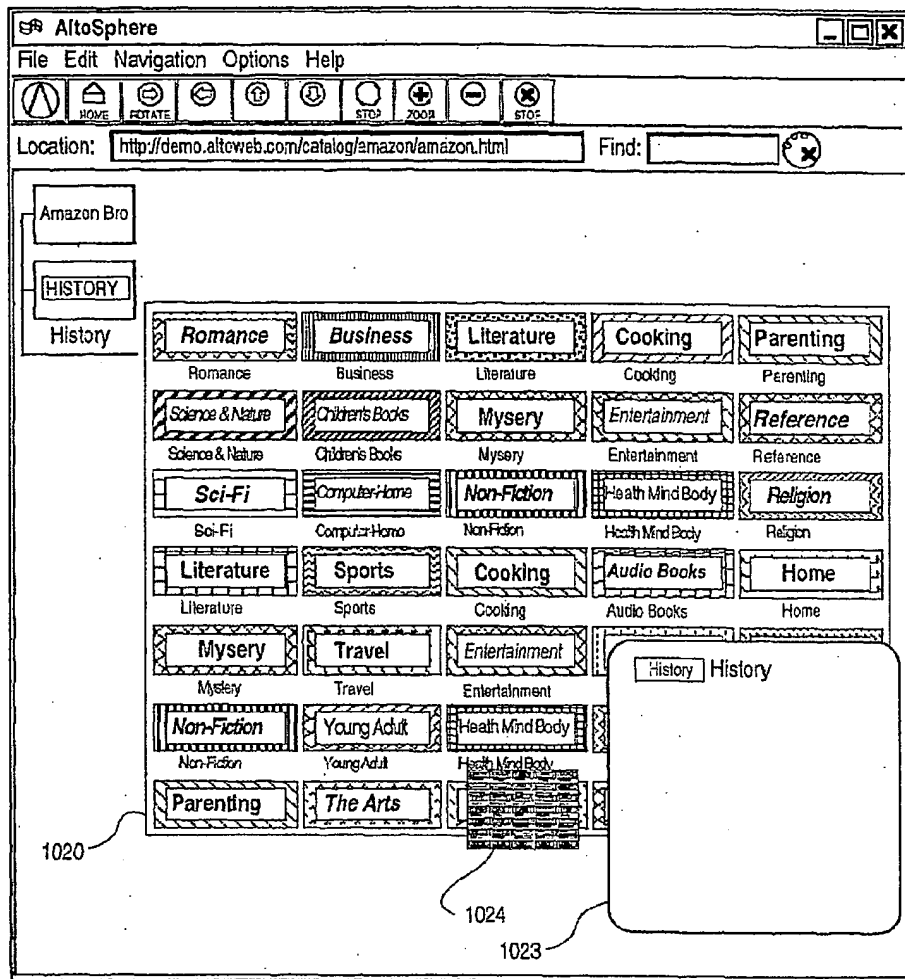 AltoSphere
File Edit Navigation Options Help
HOME ROTATE STOP ZOOM STOP
Location: http://demo.altoweb.com/catalog/amazon/amazon.html Find:
Amazon Bro
HISTORY
History
Romance Business Literature Cooking Parenting
Romance Business Literature Cooking Parenting
Science & Nature Children's Books Mysery Entertainment Reference
Science & Nature Children's Books Mysery Entertainment Reference
Sci-Fi Computer-Home Non-Fiction Heath Mind Body Religion
Sci-Fi Computer-Home Non-Fiction Health Mind Body Religion
Literature Sports Cooking Audio Books Home
Literature Sports Cooking Audio Books Home
Mysery Travel Entertainment
Mystery Travel Entertainment
History History
Non-Fiction Young Adult Heath Mind Body
Non-Fiction Young Adult Health Mind Body
Parenting The Arts
1020
1024
1023